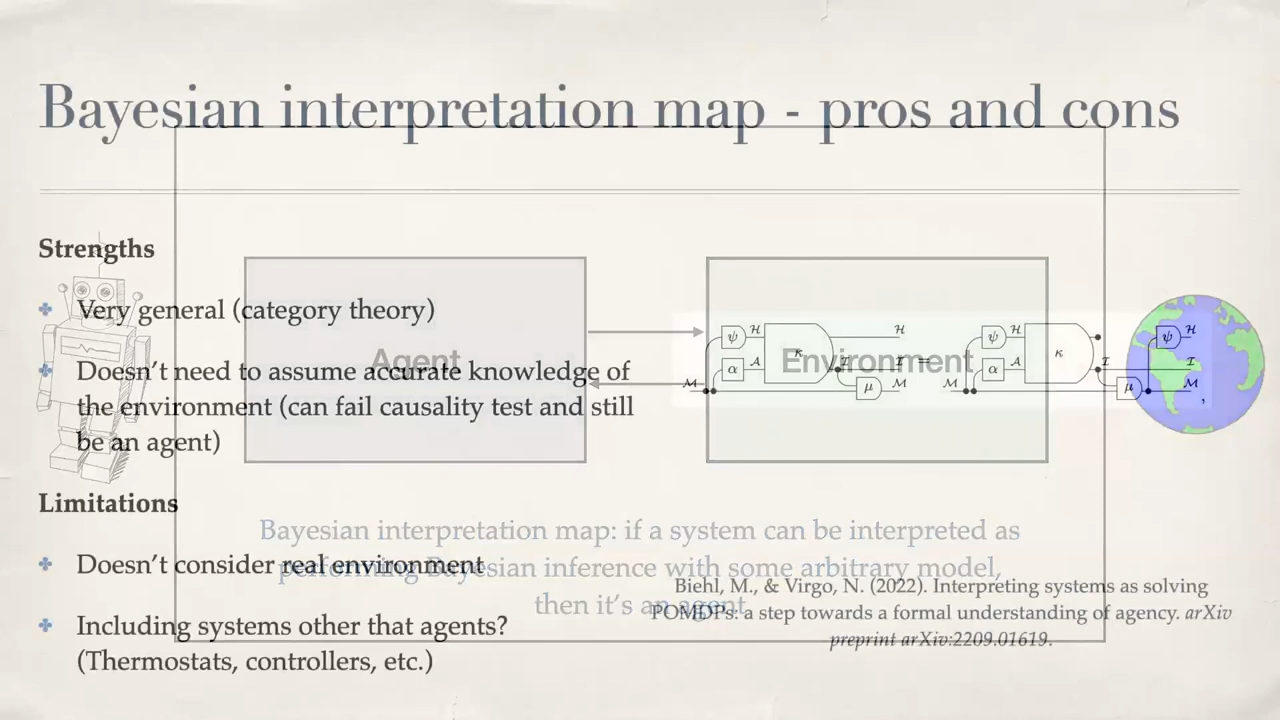 Bayesian interpretation map - pros and cons
Strengths
Very general (category theory)
Doesn't need to assume accurate knowledge of
the environment (can fail causality test and still
be an agent)
Limitations
Doesn't consider real environment
Including systems other that agents?
(Thermostats, controllers, etc.)
Agent
Environment
ψ H κ H ψ H κ ψ H
α A I I = α A I I
M μ M M μ M ,
Bayesian interpretation map: if a system can be interpreted as
performing Bayesian inference with some arbitrary model,
then it's an agent
Biehl, M., & Virgo, N. (2022). Interpreting systems as solving
POMDPs: a step towards a formal understanding of agency. arXiv
preprint arXiv:2209.01619.